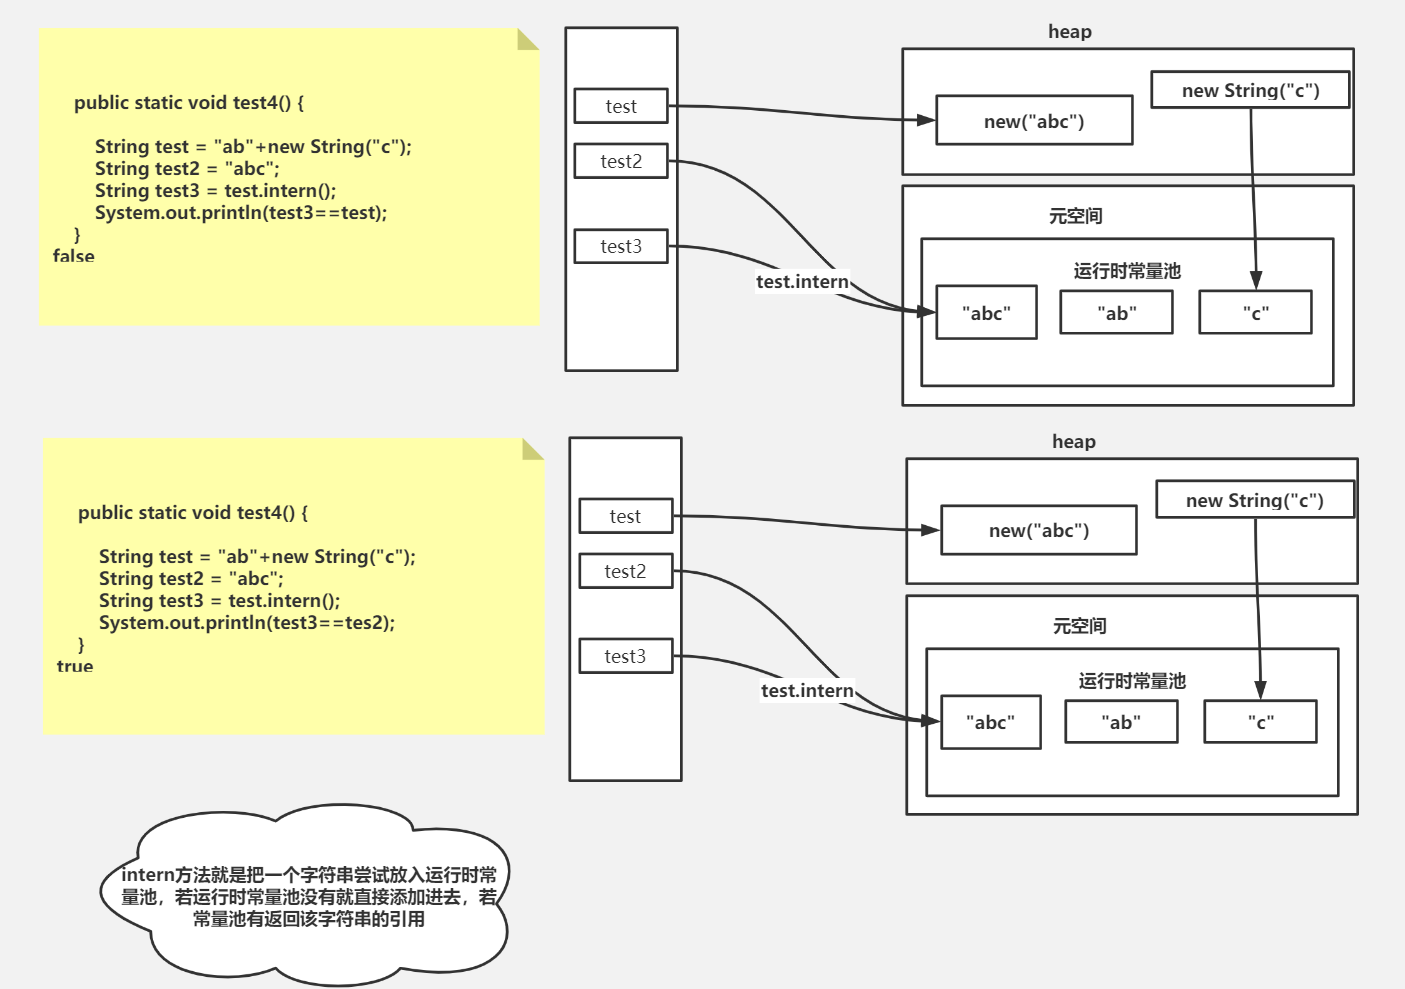 public static void test4() {
String test = "ab"+new String("c");
String test2 = "abc";
String test3 = test.intern();
System.out.println(test3==test);
}
false
test
test2
test3
test.intern
heap
new("abc")
new String("c")
元空间
运行时常量池
"abc"
"ab"
"c"
public static void test4() {
String test = "ab"+new String("c");
String test2 = "abc";
String test3 = test.intern();
System.out.println(test3==tes2);
}
true
test
test2
test3
test.intern
heap
new("abc")
new String("c")
元空间
运行时常量池
"abc"
"ab"
"c"
intern方法就是把一个字符串尝试放入运行时常
量池，若运行时常量池没有就直接添加进去，若
常量池有返回该字符串的引用